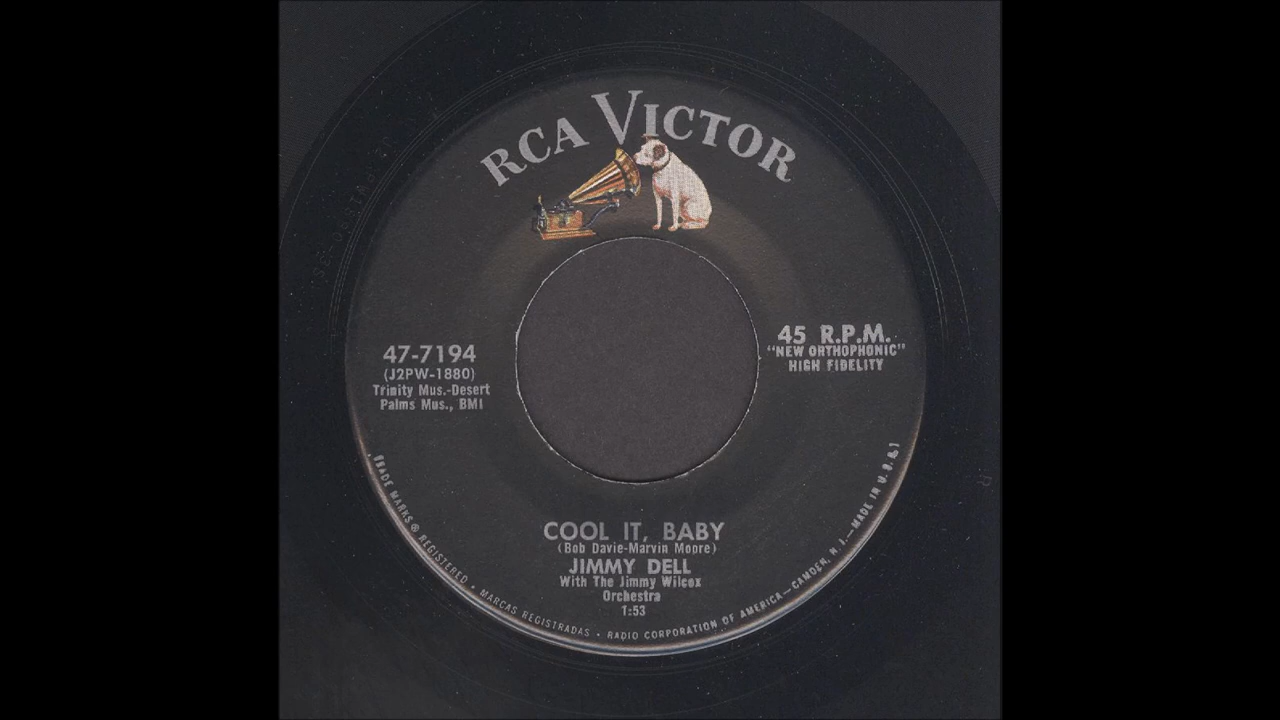 RCA VICTOR
47-7194
(J2PW-1880)
Trinity Mus.-Desert
Palms Mus., BMI
45 R.P.M.
"NEW ORTHOPHONIC"
HIGH FIDELITY
COOL IT, BABY
(Bob Davie-Marvin Moore)
JIMMY DELL
With The Jimmy Wilcox
Orchestra
1:53
TRADE MARKS ® REGISTERED • MARCAS REGISTRADAS • RADIO CORPORATION OF AMERICA—CAMDEN, N. J.—MADE IN U.S.A.